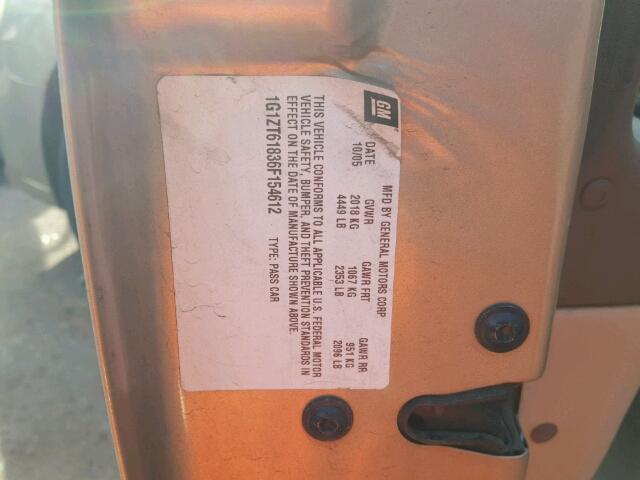 GM
MFD BY GENERAL MOTORS CORP
DATE GVWR GAWR FRT GAWR RR
10/05 2018 KG 1067 KG 951 KG
4449 LB 2353 LB 2096 LB
THIS VEHICLE CONFORMS TO ALL APPLICABLE U.S. FEDERAL MOTOR
VEHICLE SAFETY, BUMPER, AND THEFT PREVENTION STANDARDS IN
EFFECT ON THE DATE OF MANUFACTURE SHOWN ABOVE.
1G1ZT61836F154612 TYPE: PASS CAR